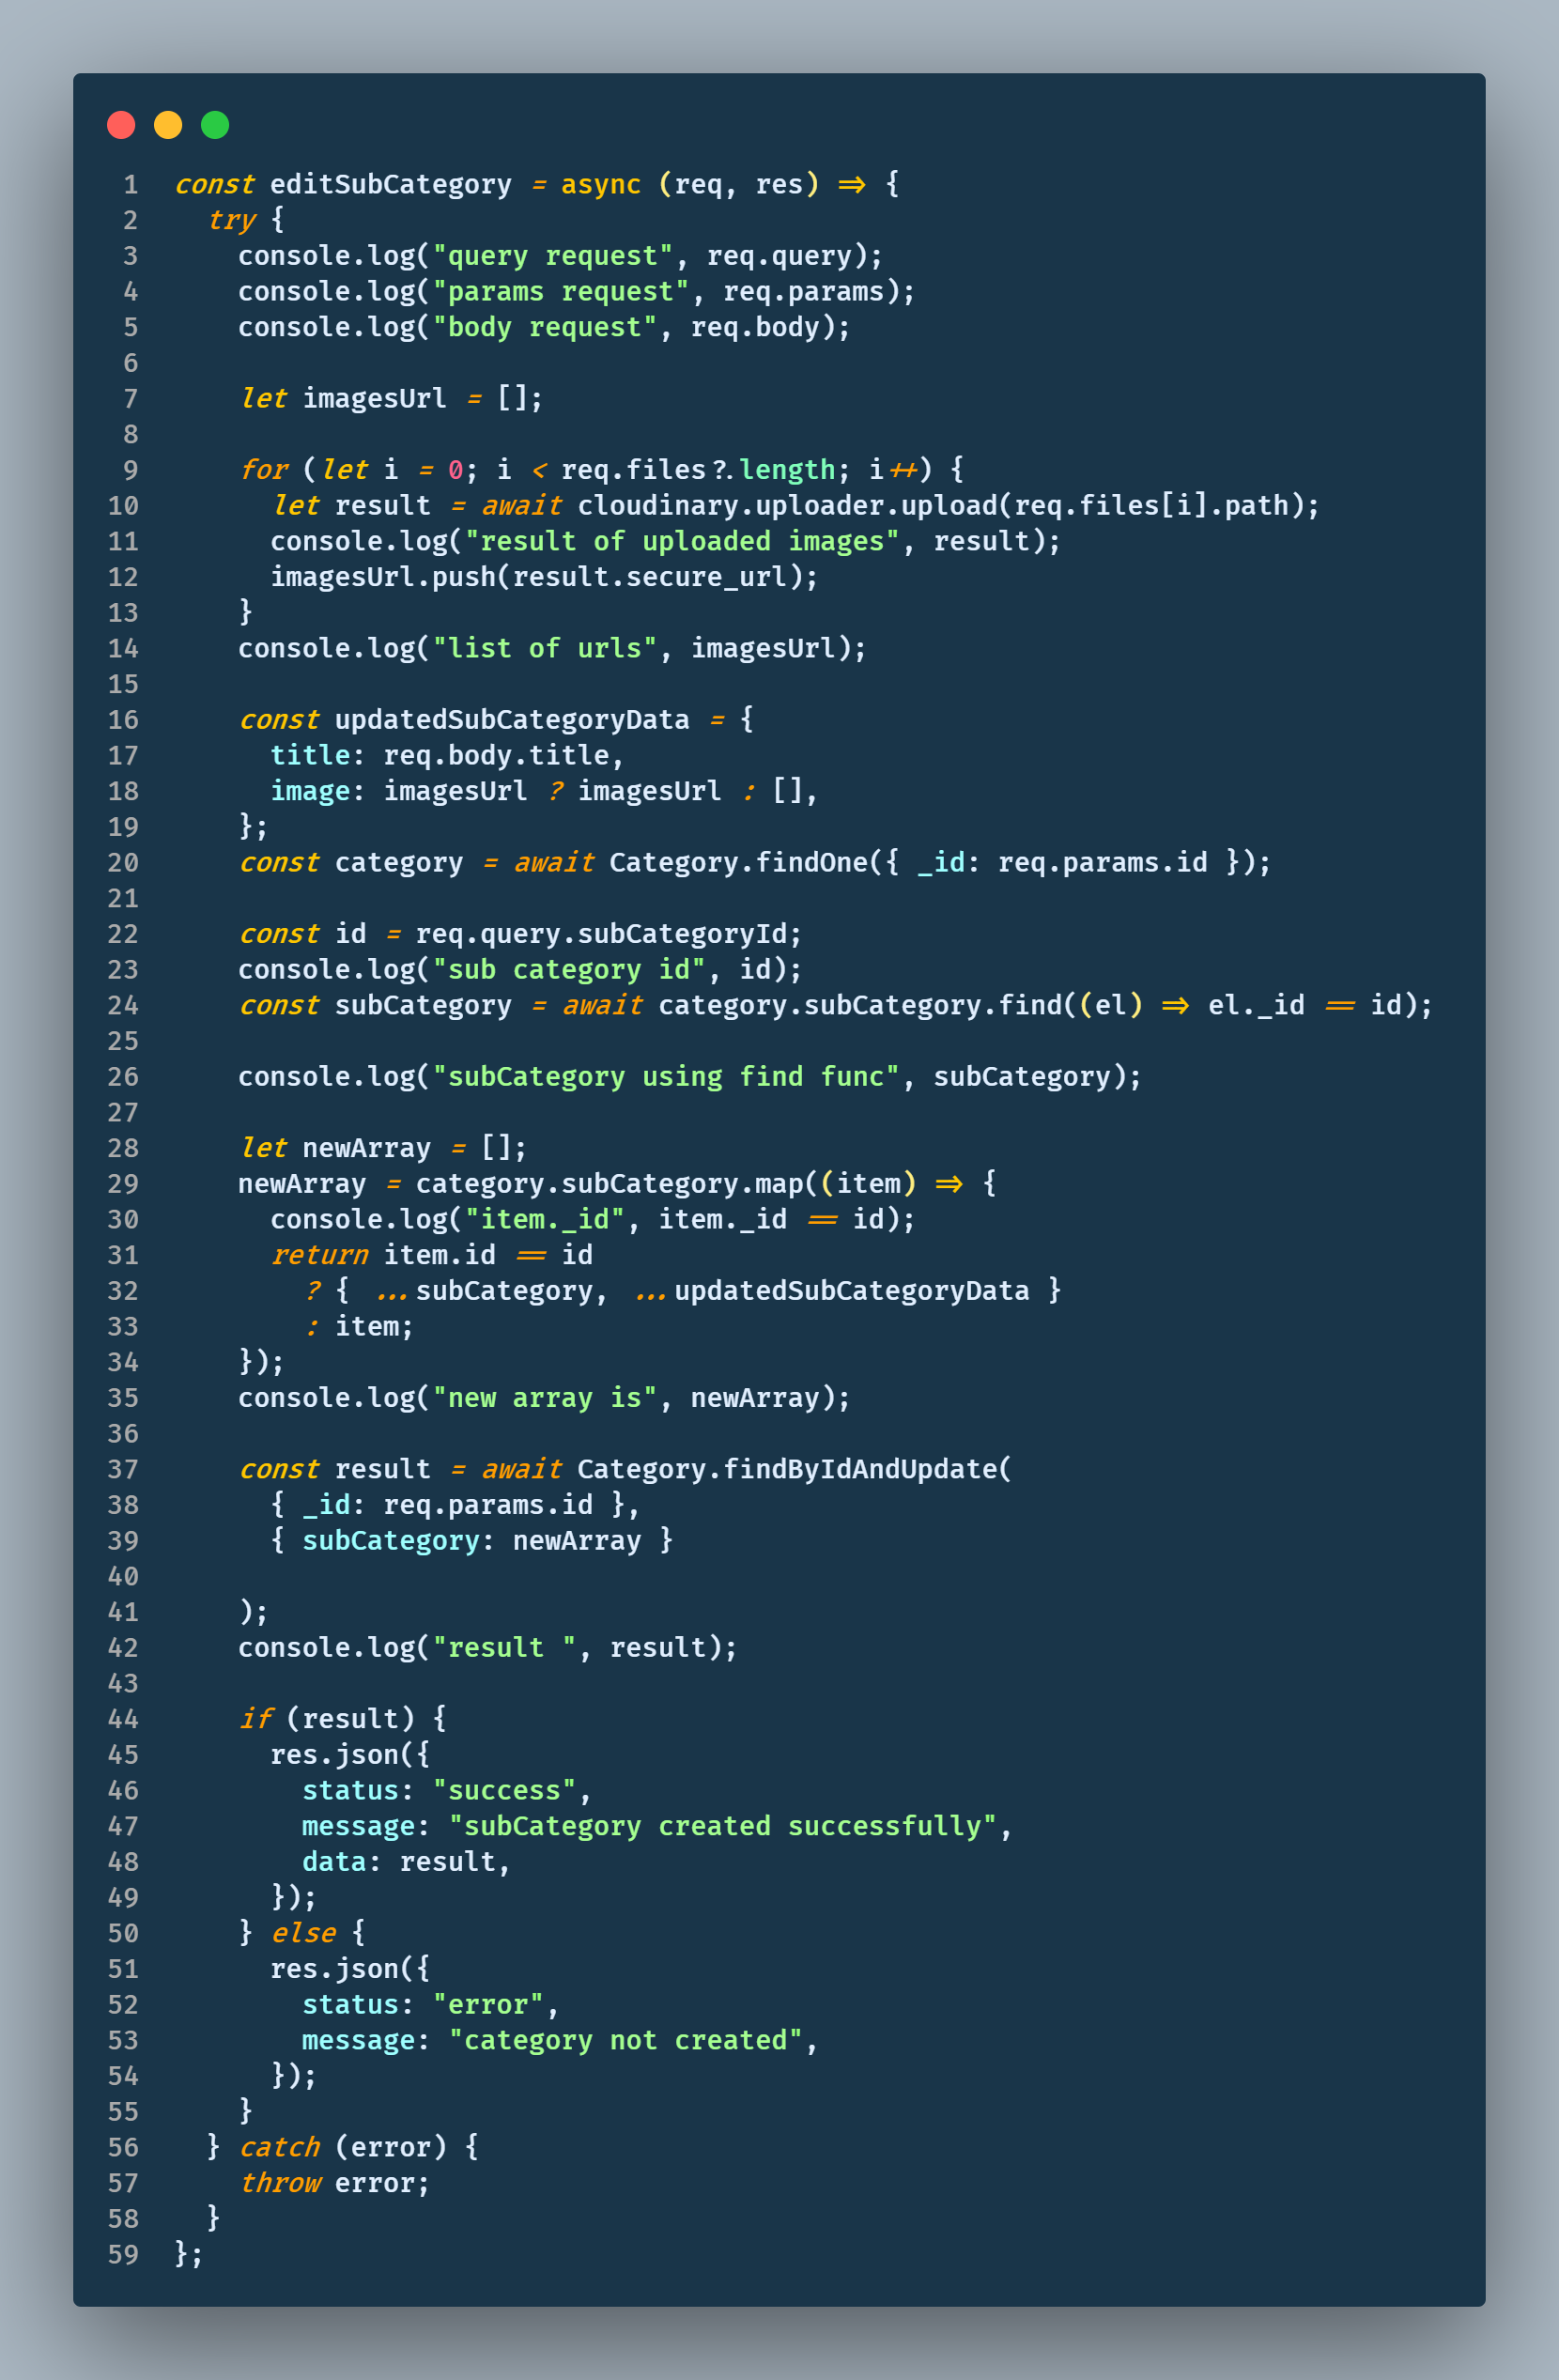 1 const editSubCategory = async (req, res) => {
2   try {
3     console.log("query request", req.query);
4     console.log("params request", req.params);
5     console.log("body request", req.body);
6
7     let imagesUrl = [];
8
9     for (let i = 0; i < req.files?.length; i++) {
10       let result = await cloudinary.uploader.upload(req.files[i].path);
11       console.log("result of uploaded images", result);
12       imagesUrl.push(result.secure_url);
13     }
14     console.log("list of urls", imagesUrl);
15
16     const updatedSubCategoryData = {
17       title: req.body.title,
18       image: imagesUrl ? imagesUrl : [],
19     };
20     const category = await Category.findOne({ _id: req.params.id });
21
22     const id = req.query.subCategoryId;
23     console.log("sub category id", id);
24     const subCategory = await category.subCategory.find((el) => el._id == id);
25
26     console.log("subCategory using find func", subCategory);
27
28     let newArray = [];
29     newArray = category.subCategory.map((item) => {
30       console.log("item._id", item._id == id);
31       return item.id == id
32         ? { ...subCategory, ...updatedSubCategoryData }
33         : item;
34     });
35     console.log("new array is", newArray);
36
37     const result = await Category.findByIdAndUpdate(
38       { _id: req.params.id },
39       { subCategory: newArray }
40
41     );
42     console.log("result ", result);
43
44     if (result) {
45       res.json({
46         status: "success",
47         message: "subCategory created successfully",
48         data: result,
49       });
50     } else {
51       res.json({
52         status: "error",
53         message: "category not created",
54       });
55     }
56   } catch (error) {
57     throw error;
58   }
59 };